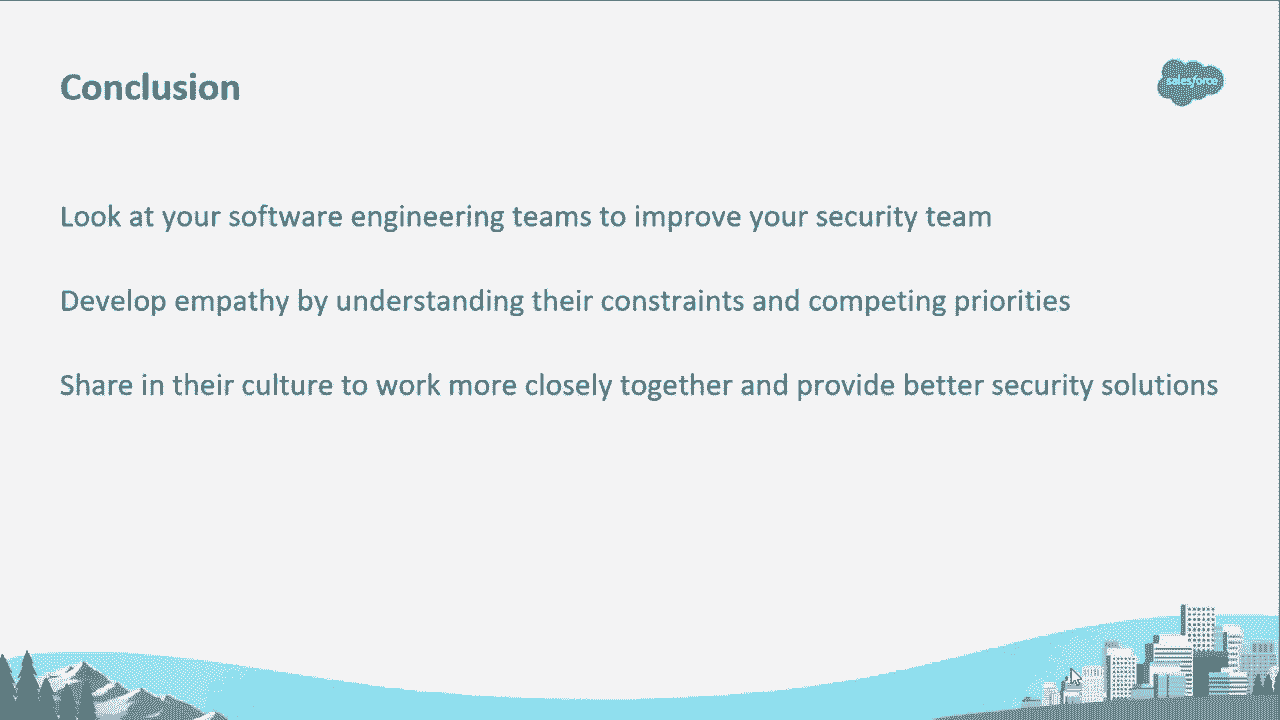 Conclusion
salesforce
Look at your software engineering teams to improve your security team
Develop empathy by understanding their constraints and competing priorities
Share in their culture to work more closely together and provide better security solutions